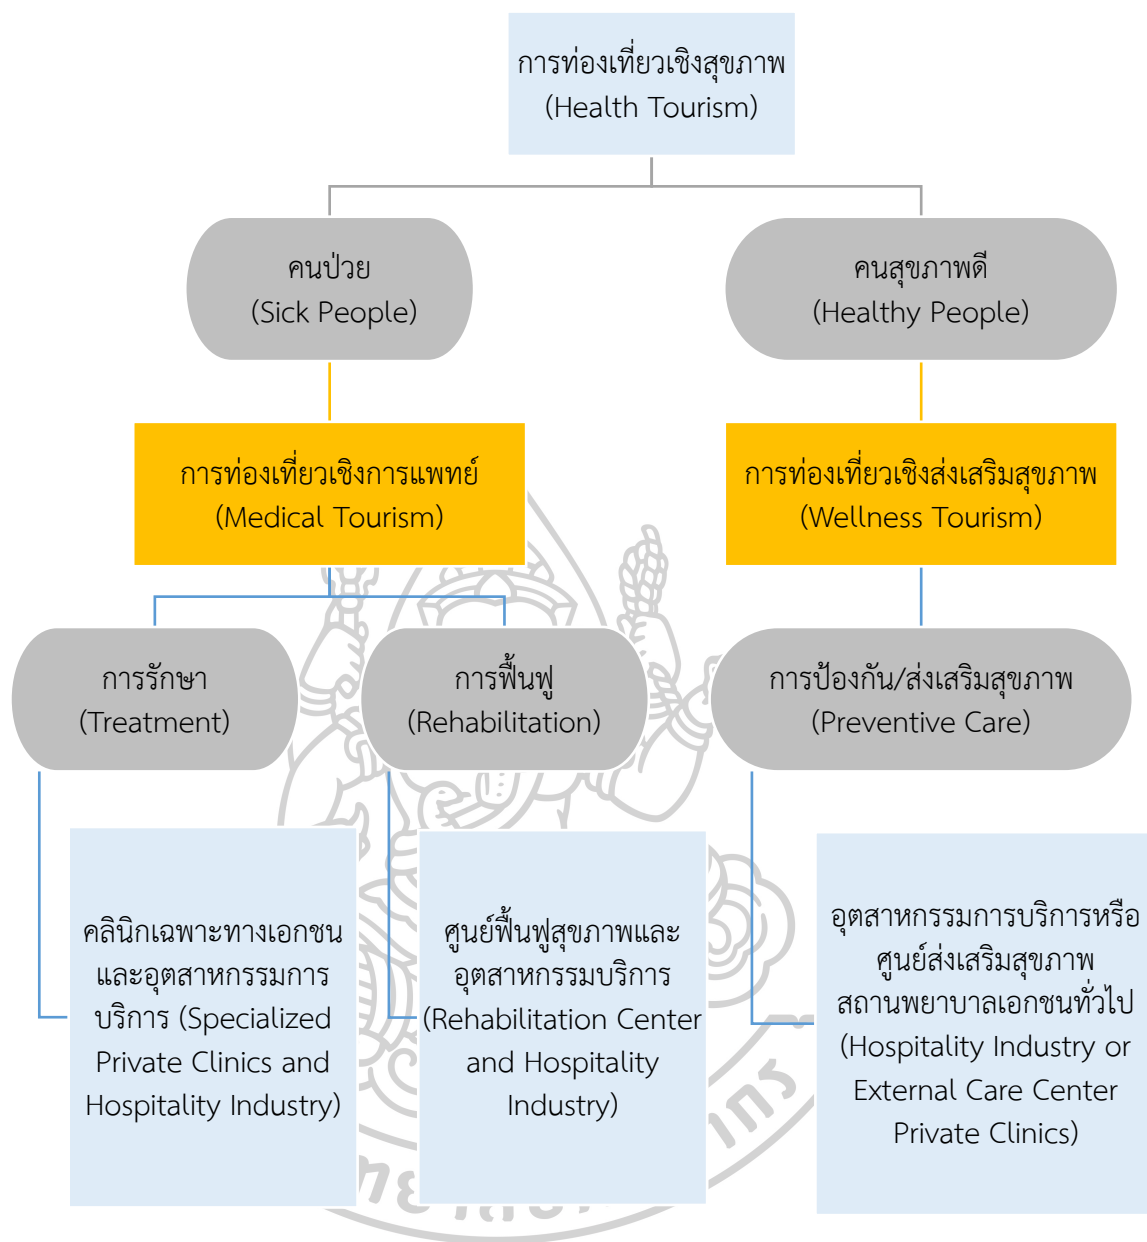 การท่องเที่ยวเชิงสุขภาพ
(Health Tourism)
คนป่วย
(Sick People)
คนสุขภาพดี
(Healthy People)
การท่องเที่ยวเชิงการแพทย์
(Medical Tourism)
การท่องเที่ยวเชิงส่งเสริมสุขภาพ
(Wellness Tourism)
การรักษา
(Treatment)
การฟื้นฟู
(Rehabilitation)
การป้องกัน/ส่งเสริมสุขภาพ
(Preventive Care)
คลินิกเฉพาะทางเอกชน
และอุตสาหกรรมการ
บริการ (Specialized
Private Clinics and
Hospitality Industry)
ศูนย์ฟื้นฟูสุขภาพและ
อุตสาหกรรมบริการ
(Rehabilitation Center
and Hospitality
Industry)
อุตสาหกรรมการบริการหรือ
ศูนย์ส่งเสริมสุขภาพ
สถานพยาบาลเอกชนทั่วไป
(Hospitality Industry or
External Care Center
Private Clinics)